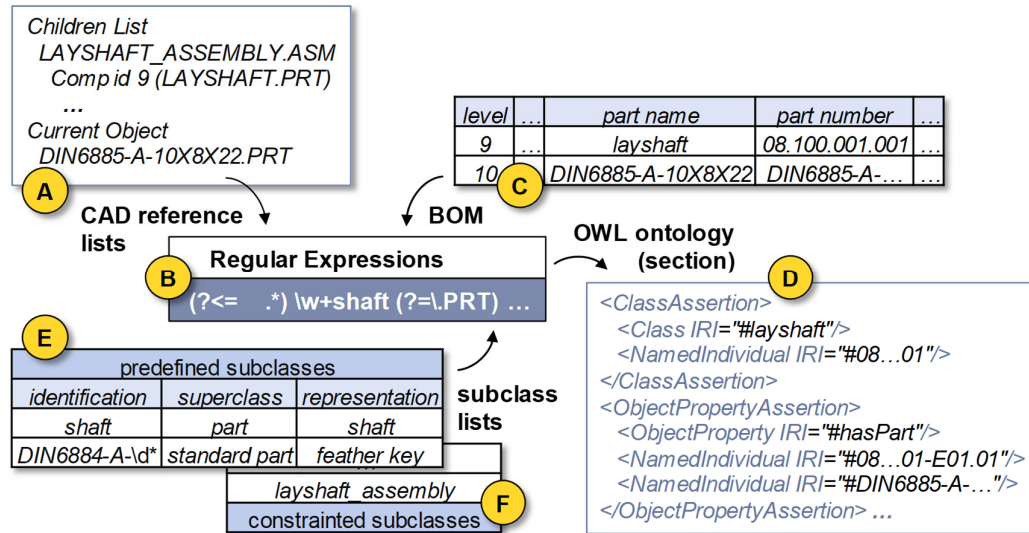 Children List
LAYSHAFT_ASSEMBLY.ASM
Comp id 9 (LAYSHAFT.PRT)
...
Current Object
DIN6885-A-10X8X22.PRT
A
CAD reference
lists
level ... part name part number ...
9 ... layshaft 08.100.001.001 ...
10 DIN6885-A-10X8X22 DIN6885-A-... ...
C
BOM
Regular Expressions
B
(?<= .*) \w+shaft (?=\.PRT) ...
OWL ontology
(section)
D
<ClassAssertion>
<Class IRI="#layshaft"/>
<NamedIndividual IRI="#08...01"/>
</ClassAssertion>
<ObjectPropertyAssertion>
<ObjectProperty IRI="#hasPart"/>
<NamedIndividual IRI="#08...01-E01.01"/>
<NamedIndividual IRI="#DIN6885-A-..."/>
</ObjectPropertyAssertion> ...
E
predefined subclasses
identification superclass representation
shaft part shaft
DIN6884-A-\d* standard part feather key
subclass
lists
...
layshaft_assembly
F
constrainted subclasses